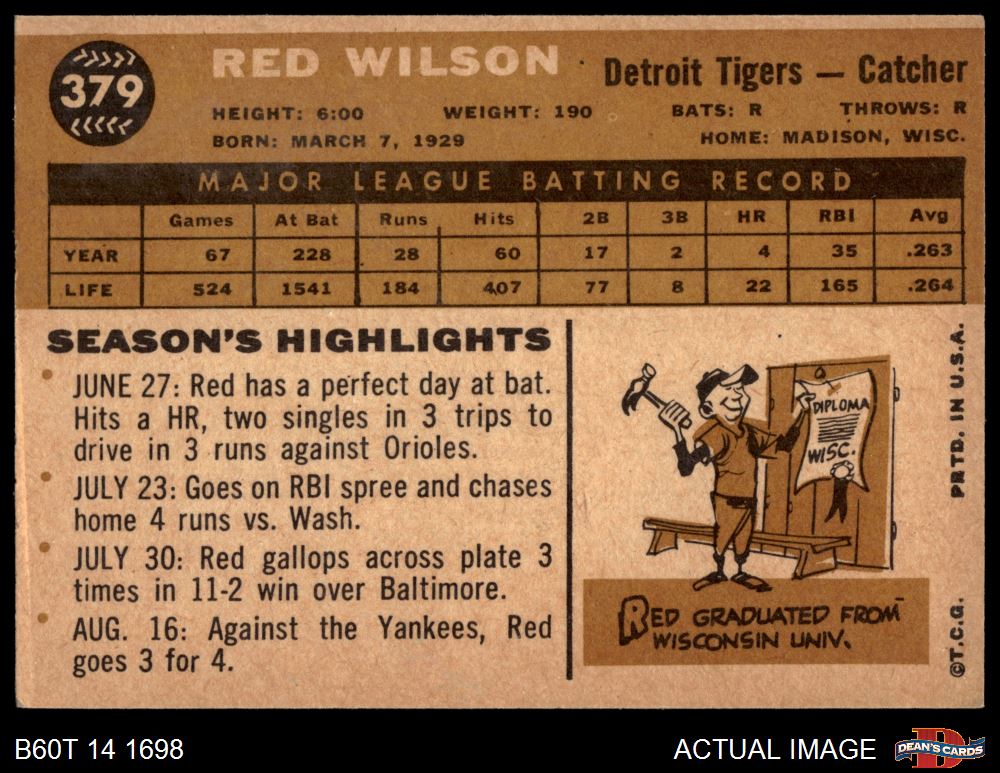 379
RED WILSON
Detroit Tigers — Catcher
HEIGHT: 6:00 WEIGHT: 190 BATS: R THROWS: R
BORN: MARCH 7, 1929 HOME: MADISON, WISC.
MAJOR LEAGUE BATTING RECORD
Games At Bat Runs Hits 2B 3B HR RBI Avg
YEAR 67 228 28 60 17 2 4 35 .263
LIFE 524 1541 184 407 77 8 22 165 .264
SEASON'S HIGHLIGHTS
JUNE 27: Red has a perfect day at bat.
Hits a HR, two singles in 3 trips to
drive in 3 runs against Orioles.
JULY 23: Goes on RBI spree and chases
home 4 runs vs. Wash.
JULY 30: Red gallops across plate 3
times in 11-2 win over Baltimore.
AUG. 16: Against the Yankees, Red
goes 3 for 4.
DIPLOMA
WISC.
RED GRADUATED FROM
WISCONSIN UNIV.
PRTD. IN U.S.A.
©T.C.G.
B60T 14 1698
ACTUAL IMAGE
D
DEAN'S CARDS